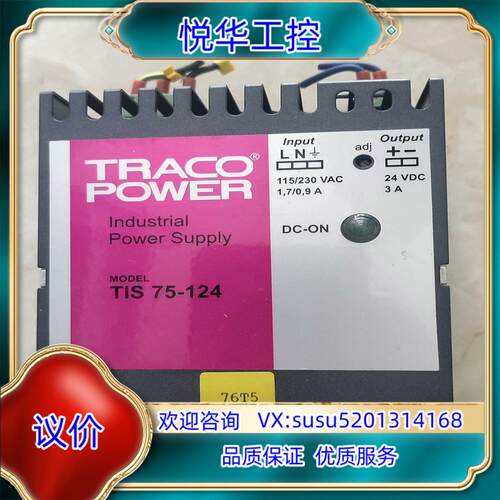 悦华工控
Input
L N
115/230 VAC
1,7/0,9 A
adj
Output
+ -
24 VDC
3 A
DC-ON
TRACO®
POWER
Industrial
Power Supply
MODEL
TIS 75-124
76T5
议价
欢迎咨询 VX:susu5201314168
品质保证 优质服务